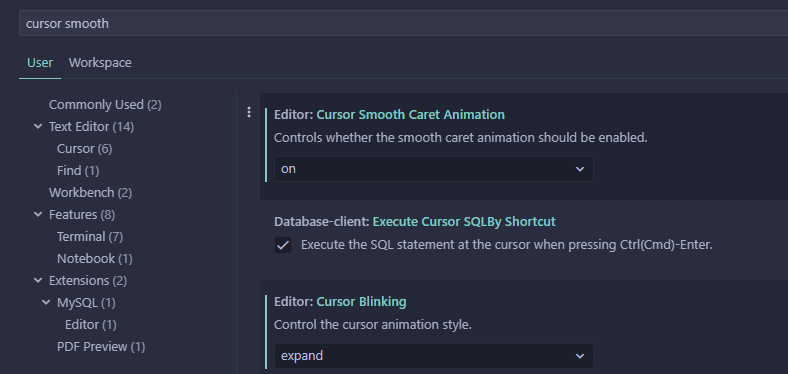 cursor smooth
User Workspace
Commonly Used (2)
Text Editor (14)
Cursor (6)
Find (1)
Workbench (2)
Features (8)
Terminal (7)
Notebook (1)
Extensions (2)
MySQL (1)
Editor (1)
PDF Preview (1)
Editor: Cursor Smooth Caret Animation
Controls whether the smooth caret animation should be enabled.
on
Database-client: Execute Cursor SQLBy Shortcut
Execute the SQL statement at the cursor when pressing Ctrl(Cmd)-Enter.
Editor: Cursor Blinking
Control the cursor animation style.
expand